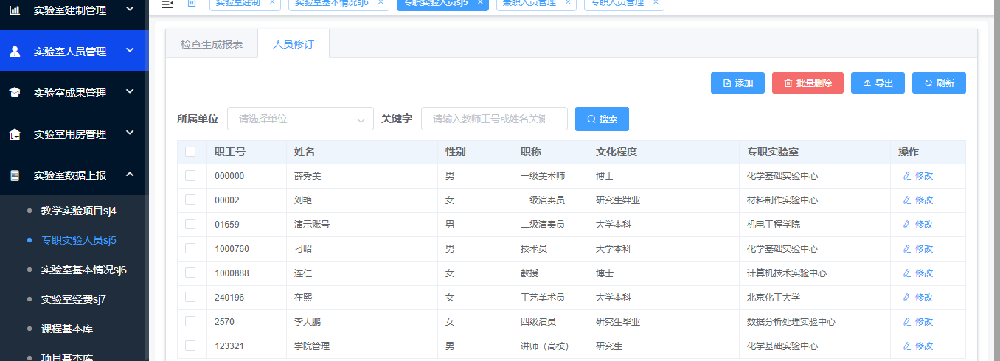 实验室建制管理
实验室人员管理
实验室成果管理
实验室用房管理
实验室数据上报
教学实验项目sj4
专职实验人员sj5
实验室基本情况sj6
实验室经费sj7
课程基本库
项目基本库
实验室建制 × 实验室基本情况sj6 × 专职实验人员sj5 × 兼职人员管理 × 专职人员管理 ×
检查生成报表 人员修订
添加 批量删除 导出 刷新
所属单位 请选择单位 关键字 请输入教师工号或姓名关键 搜索
职工号 姓名 性别 职称 文化程度 专职实验室 操作
000000 薛秀美 男 一级美术师 博士 化学基础实验中心 修改
00002 刘艳 女 一级演奏员 研究生肄业 材料制作实验中心 修改
01659 演示账号 男 二级演奏员 大学本科 机电工程学院 修改
1000760 刁昭 男 技术员 大学本科 化学基础实验中心 修改
1000888 连仁 女 教授 博士 计算机技术实验中心 修改
240196 在熙 女 工艺美术员 大学本科 北京化工大学 修改
2570 李大鹏 女 四级演员 研究生毕业 数据分析处理实验中心 修改
123321 学院管理 男 讲师（高校） 研究生 化学基础实验中心 修改